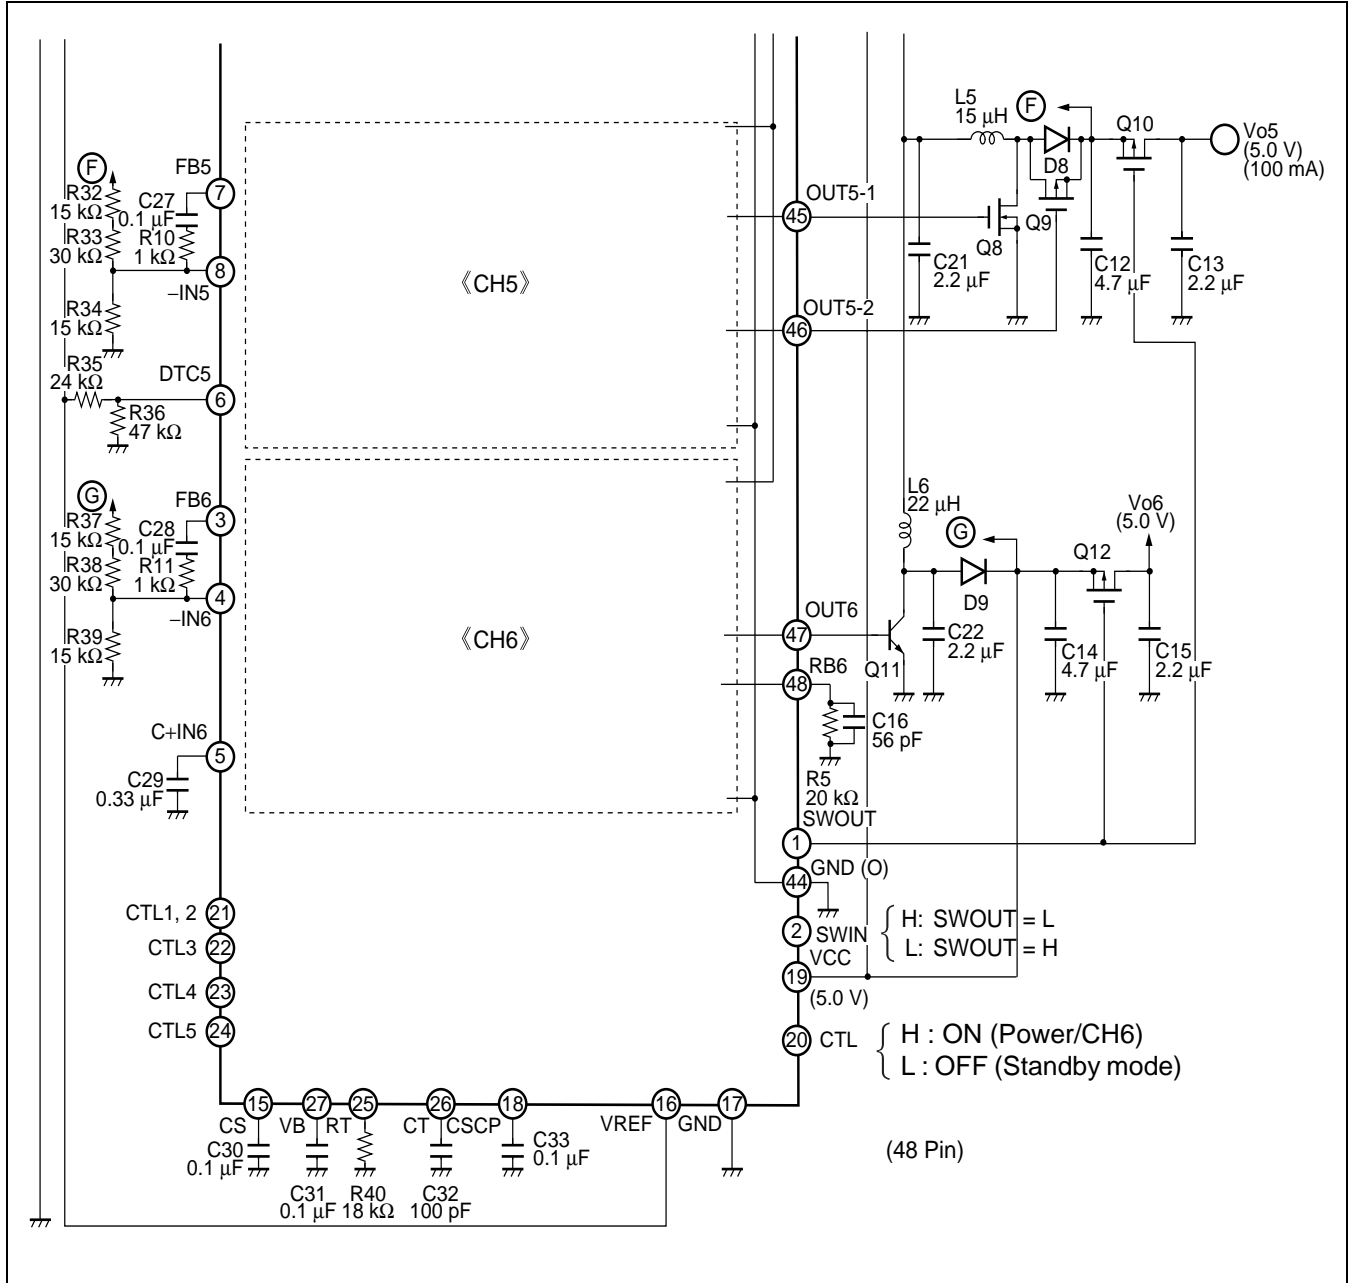 L5
15 µH
F
Q10
Vo5
(5.0 V)
(100 mA)
D8
F
FB5
7
R32
15 kΩ
C27
0.1 µF
R33
30 kΩ
R10
1 kΩ
8
−IN5
R34
15 kΩ
R35
24 kΩ
DTC5
6
R36
47 kΩ
《CH5》
OUT5-1
45
Q8
Q9
C21
2.2 µF
C12
4.7 µF
C13
2.2 µF
OUT5-2
46
G
FB6
3
R37
15 kΩ
C28
0.1 µF
R38
30 kΩ
R11
1 kΩ
4
−IN6
R39
15 kΩ
《CH6》
L6
22 µH
G
Vo6
(5.0 V)
Q12
D9
OUT6
47
Q11
C22
2.2 µF
C14
4.7 µF
C15
2.2 µF
RB6
48
C16
56 pF
R5
20 kΩ
C+IN6
5
C29
0.33 µF
SWOUT
1
GND (O)
44
2
SWIN
H: SWOUT = L
L: SWOUT = H
VCC
19
(5.0 V)
20
CTL
H : ON (Power/CH6)
L : OFF (Standby mode)
CTL1, 2
21
CTL3
22
CTL4
23
CTL5
24
15
27
25
26
18
16
17
CS
VB
RT
CT
CSCP
VREF
GND
C30
0.1 µF
C31
0.1 µF
R40
18 kΩ
C32
100 pF
C33
0.1 µF
(48 Pin)